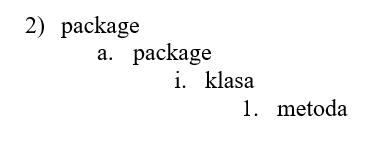 2) package
a. package
i. klasa
1. metoda